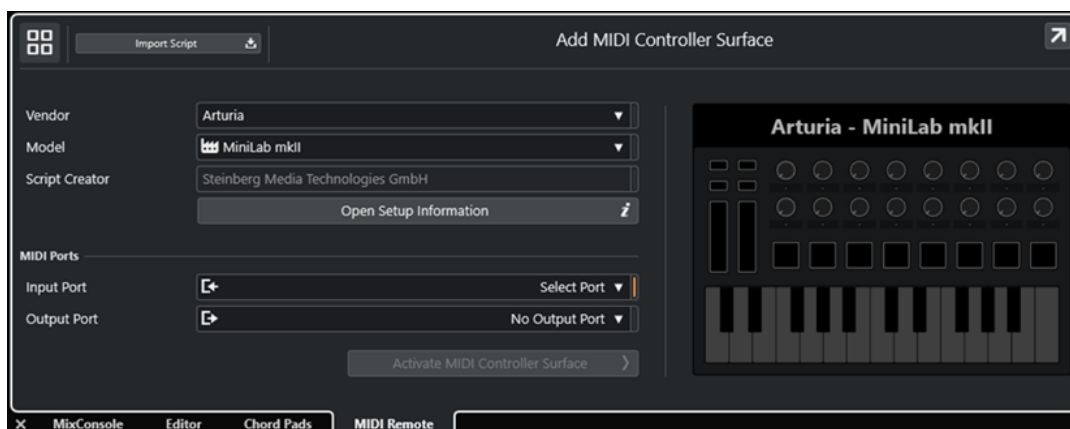 Import Script
Add MIDI Controller Surface
Vendor
Arturia
Model
MiniLab mkII
Script Creator
Steinberg Media Technologies GmbH
Open Setup Information
i
MIDI Ports
Input Port
Select Port
Output Port
No Output Port
Activate MIDI Controller Surface
Arturia - MiniLab mkII
X MixConsole Editor Chord Pads MIDI Remote